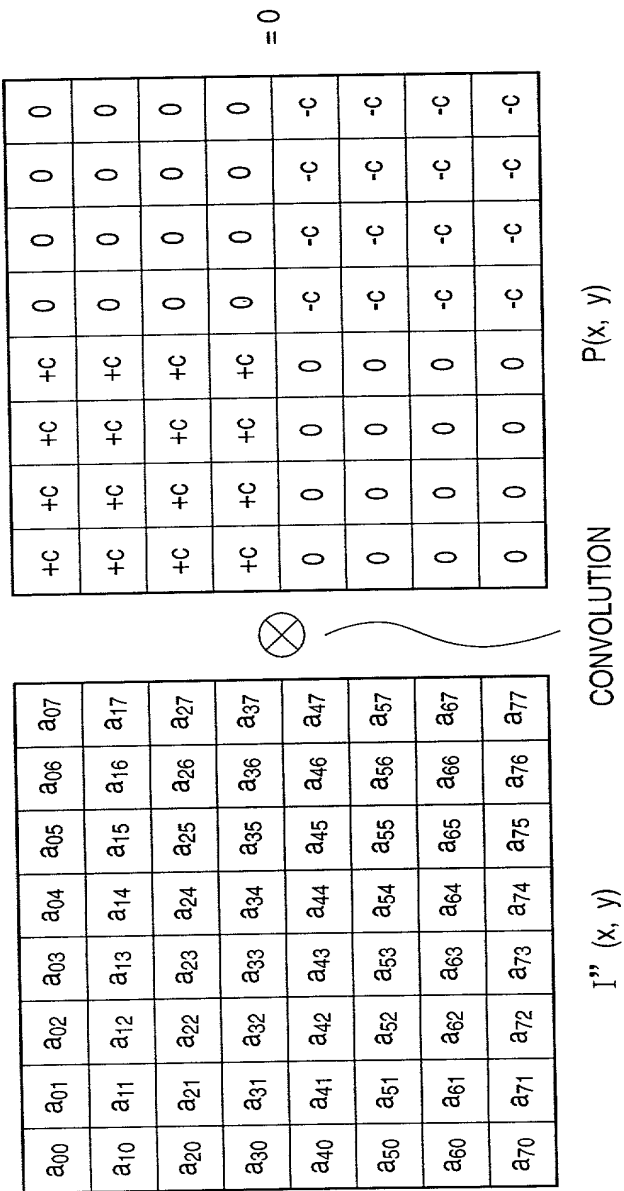 a00 a01 a02 a03 a04 a05 a06 a07 +C +C +C +C 0 0 0 0
a10 a11 a12 a13 a14 a15 a16 a17 +C +C +C +C 0 0 0 0
a20 a21 a22 a23 a24 a25 a26 a27 +C +C +C +C 0 0 0 0
a30 a31 a32 a33 a34 a35 a36 a37 +C +C +C +C 0 0 0 0
= 0
a40 a41 a42 a43 a44 a45 a46 a47 0 0 0 0 -C -C -C -C
a50 a51 a52 a53 a54 a55 a56 a57 0 0 0 0 -C -C -C -C
a60 a61 a62 a63 a64 a65 a66 a67 0 0 0 0 -C -C -C -C
a70 a71 a72 a73 a74 a75 a76 a77 0 0 0 0 -C -C -C -C
I” (x, y) CONVOLUTION P(x, y)